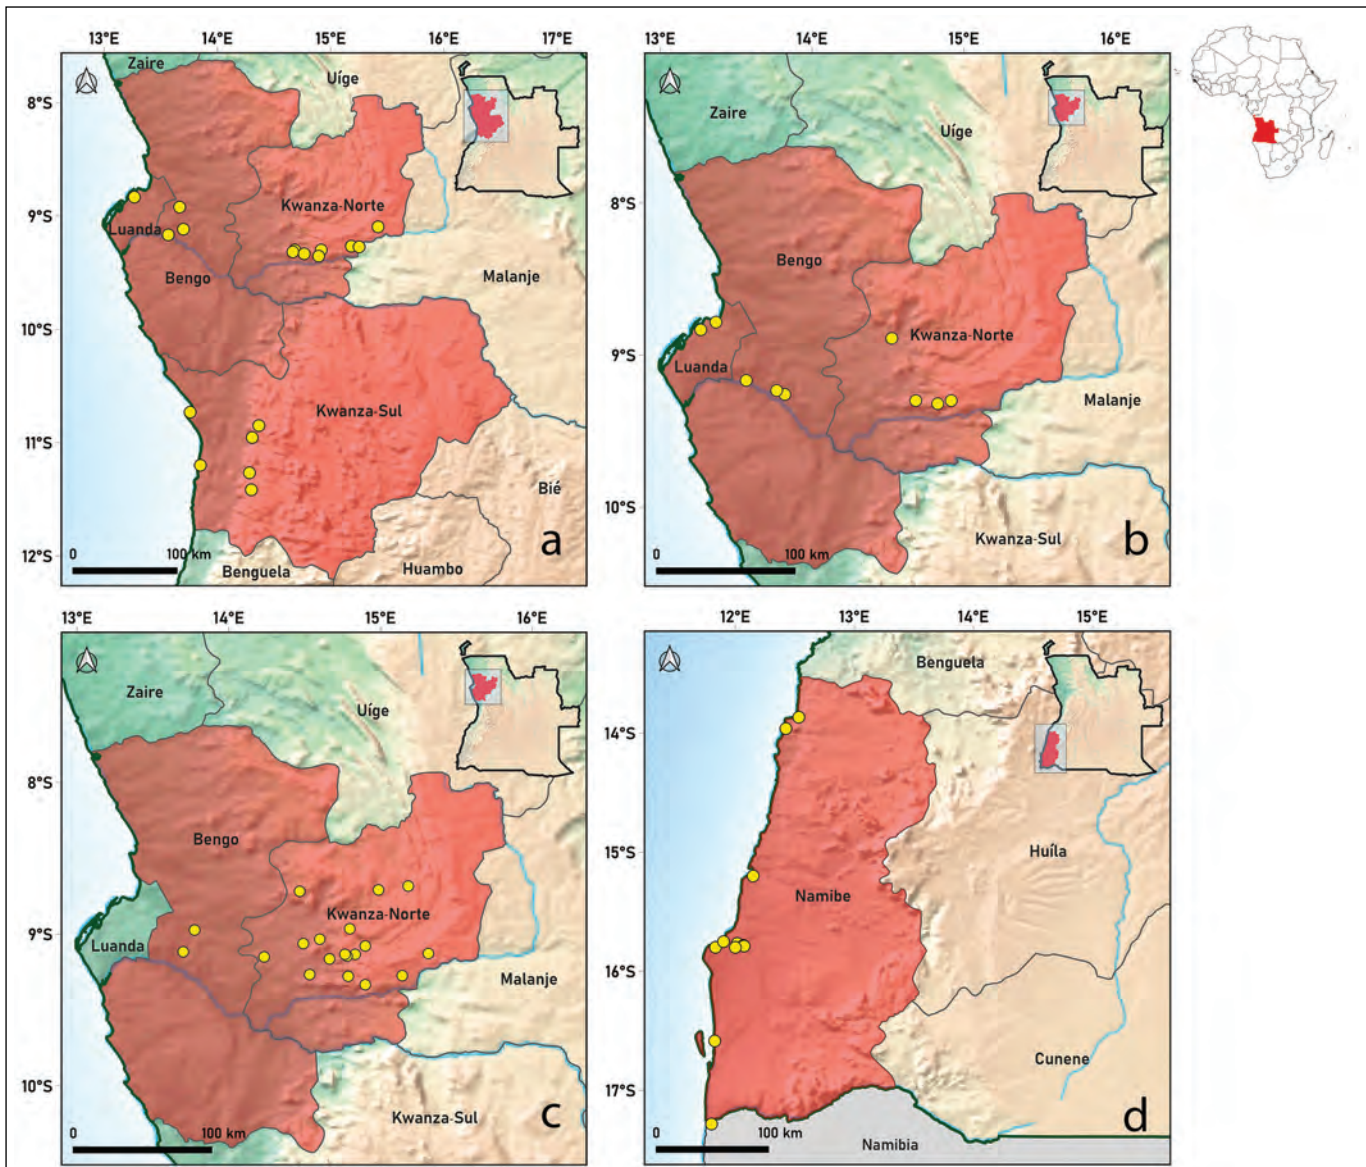 13°E 14°E 15°E 16°E 17°E
Zaire
Uíge
8°S
Kwanza-Norte
9°S
Luanda
Bengo
Malanje
10°S
Kwanza-Sul
11°S
Bié
a
12°S
0 100 km
Benguela
Huambo
13°E 14°E 15°E 16°E
Zaire
Uíge
8°S
Bengo
Kwanza-Norte
9°S
Luanda
Malanje
10°S
Kwanza-Sul
b
0 100 km
13°E 14°E 15°E 16°E
Zaire
Uíge
8°S
Bengo
Kwanza-Norte
9°S
Luanda
Malanje
10°S
Kwanza-Sul
c
0 100 km
12°E 13°E 14°E 15°E
Benguela
14°S
15°S
Huíla
Namibe
16°S
Cunene
17°S
d
0 100 km
Namibia